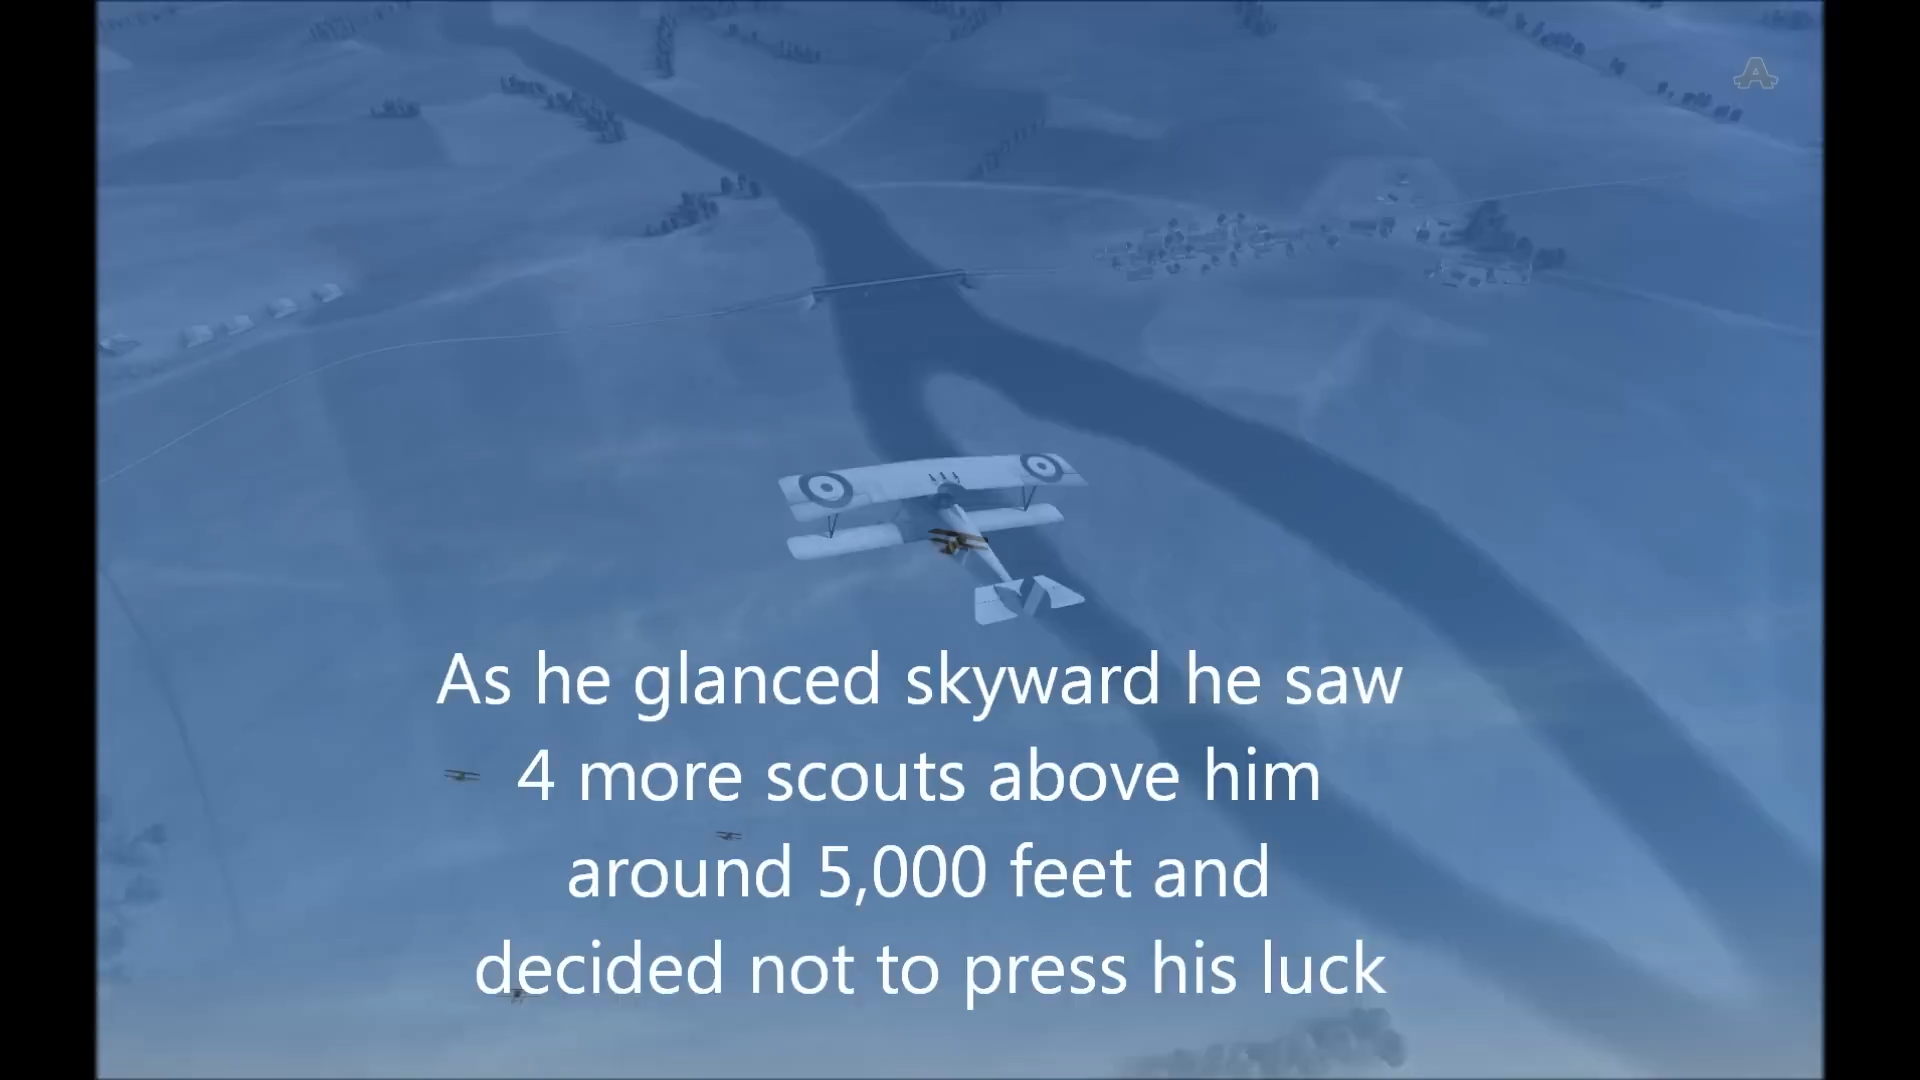 As he glanced skyward he saw
4 more scouts above him
around 5,000 feet and
decided not to press his luck